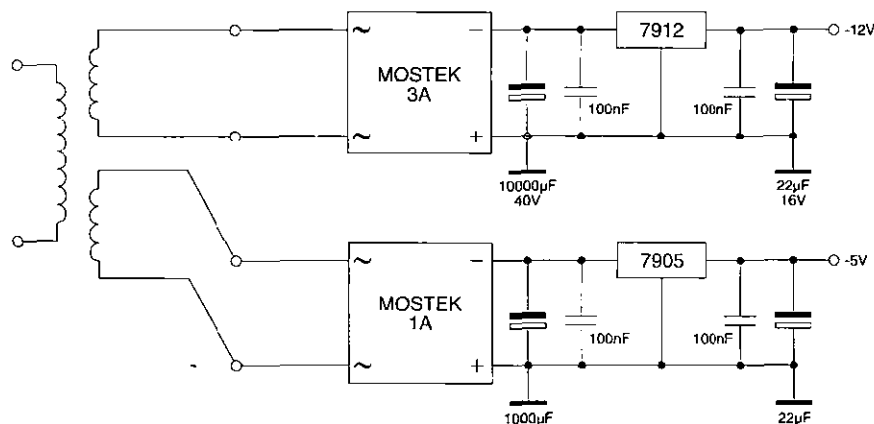 ~
−
7912
-12V
MOSTEK
3A
100nF
100nF
~
+
10000µF
40V
22µF
16V
~
−
7905
-5V
MOSTEK
1A
100nF
100nF
~
+
1000µF
22µF